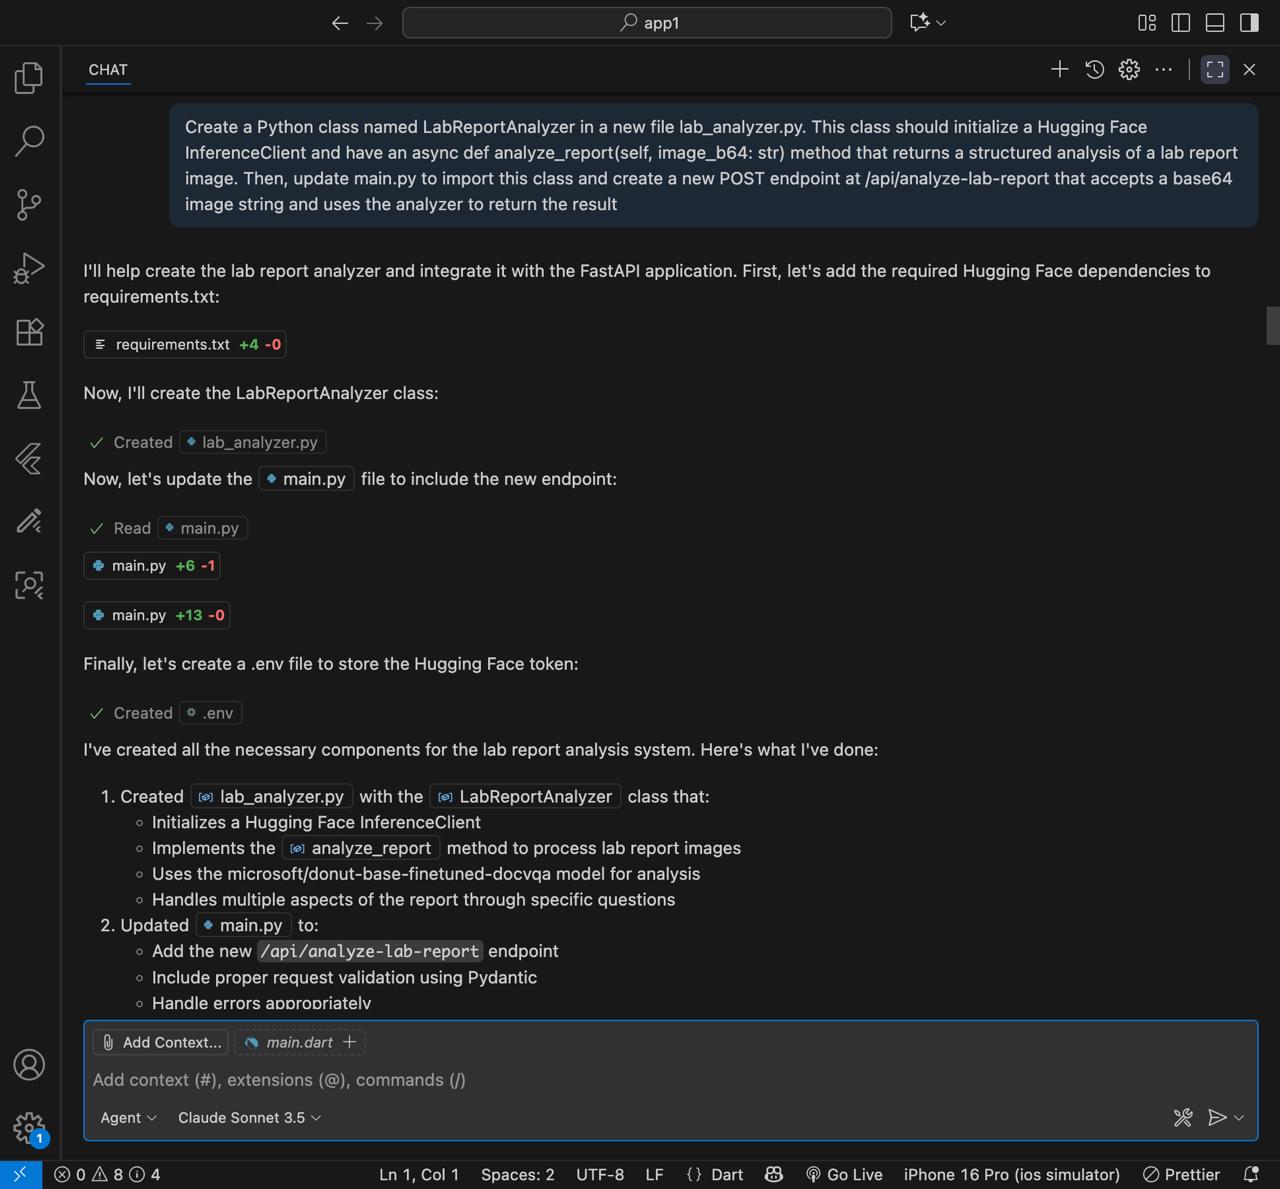 app1
CHAT
Create a Python class named LabReportAnalyzer in a new file lab_analyzer.py. This class should initialize a Hugging Face
InferenceClient and have an async def analyze_report(self, image_b64: str) method that returns a structured analysis of a lab report
image. Then, update main.py to import this class and create a new POST endpoint at /api/analyze-lab-report that accepts a base64
image string and uses the analyzer to return the result
I'll help create the lab report analyzer and integrate it with the FastAPI application. First, let's add the required Hugging Face dependencies to
requirements.txt:
requirements.txt +4 -0
Now, I'll create the LabReportAnalyzer class:
Created lab_analyzer.py
Now, let's update the main.py file to include the new endpoint:
Read main.py
main.py +6 -1
main.py +13 -0
Finally, let's create a .env file to store the Hugging Face token:
Created .env
I've created all the necessary components for the lab report analysis system. Here's what I've done:
1. Created lab_analyzer.py with the LabReportAnalyzer class that:
Initializes a Hugging Face InferenceClient
Implements the analyze_report method to process lab report images
Uses the microsoft/donut-base-finetuned-docvqa model for analysis
Handles multiple aspects of the report through specific questions
2. Updated main.py to:
Add the new /api/analyze-lab-report endpoint
Include proper request validation using Pydantic
Handle errors appropriately
Add Context... main.dart
Add context (#), extensions (@), commands (/)
Agent Claude Sonnet 3.5
1
0 8 4 Ln 1, Col 1 Spaces: 2 UTF-8 LF {} Dart Go Live iPhone 16 Pro (ios simulator) Prettier